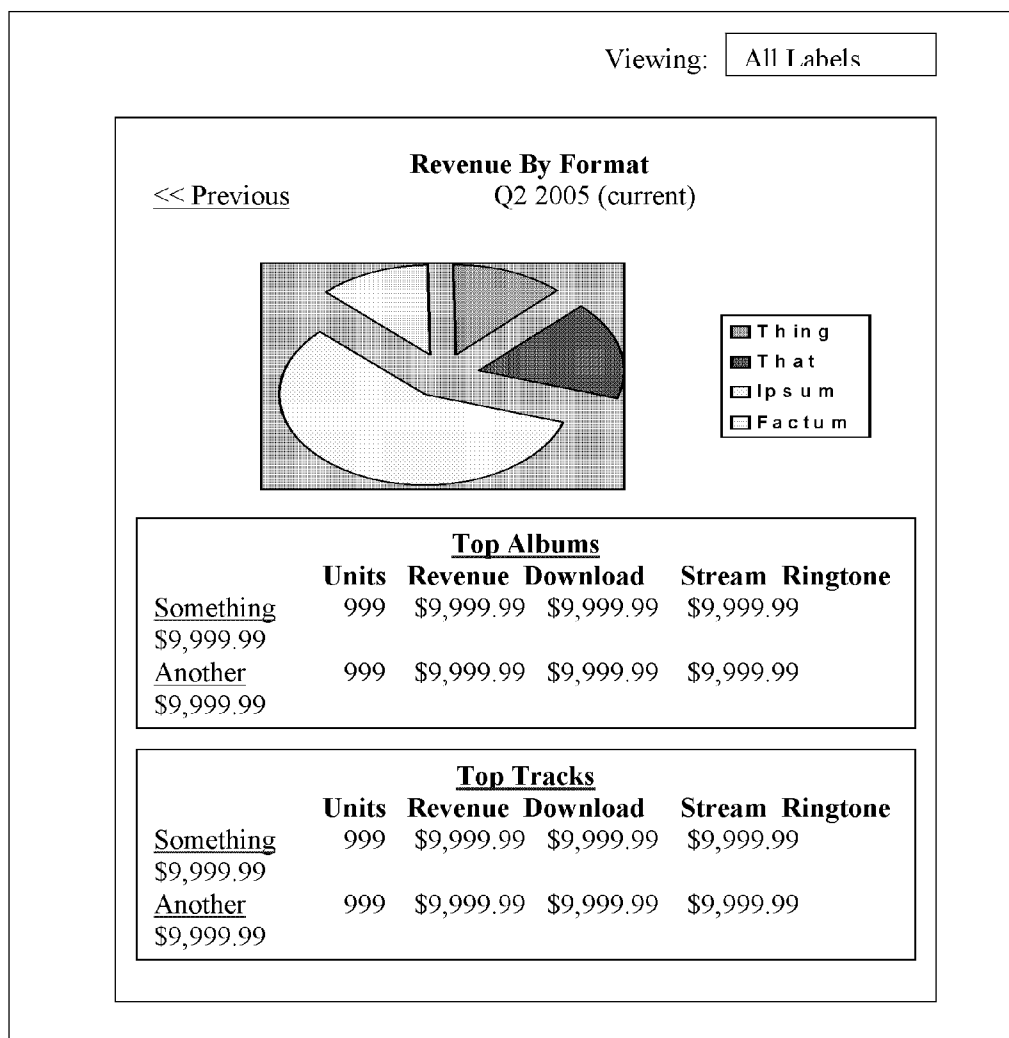 Viewing: All Labels
Revenue By Format
<< Previous Q2 2005 (current)
Thing
That
Ipsum
Factum
Top Albums
Units Revenue Download Stream Ringtone
Something 999 $9,999.99 $9,999.99 $9,999.99
$9,999.99
Another 999 $9,999.99 $9,999.99 $9,999.99
$9,999.99
Top Tracks
Units Revenue Download Stream Ringtone
Something 999 $9,999.99 $9,999.99 $9,999.99
$9,999.99
Another 999 $9,999.99 $9,999.99 $9,999.99
$9,999.99